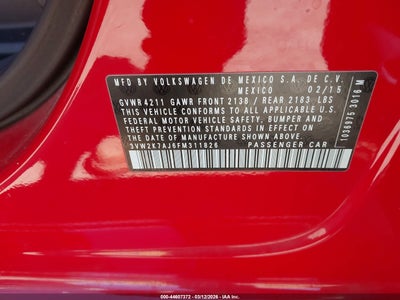 MFD. BY VOLKSWAGEN DE MEXICO S.A. DE C.V.
MEXICO 02/15
GVWR 4211 GAWR FRONT 2138 / REAR 2183 LBS
THIS VEHICLE CONFORMS TO ALL APPLICABLE U.S.
FEDERAL MOTOR VEHICLE SAFETY, BUMPER, AND
THEFT PREVENTION STANDARDS IN EFFECT ON THE
DATE OF MANUFACTURE SHOWN ABOVE.
3VW2K7AJ6FM311826 PASSENGER CAR
1036975 3016 M
000-44607372 - 03/12/2026 - IAA Inc.